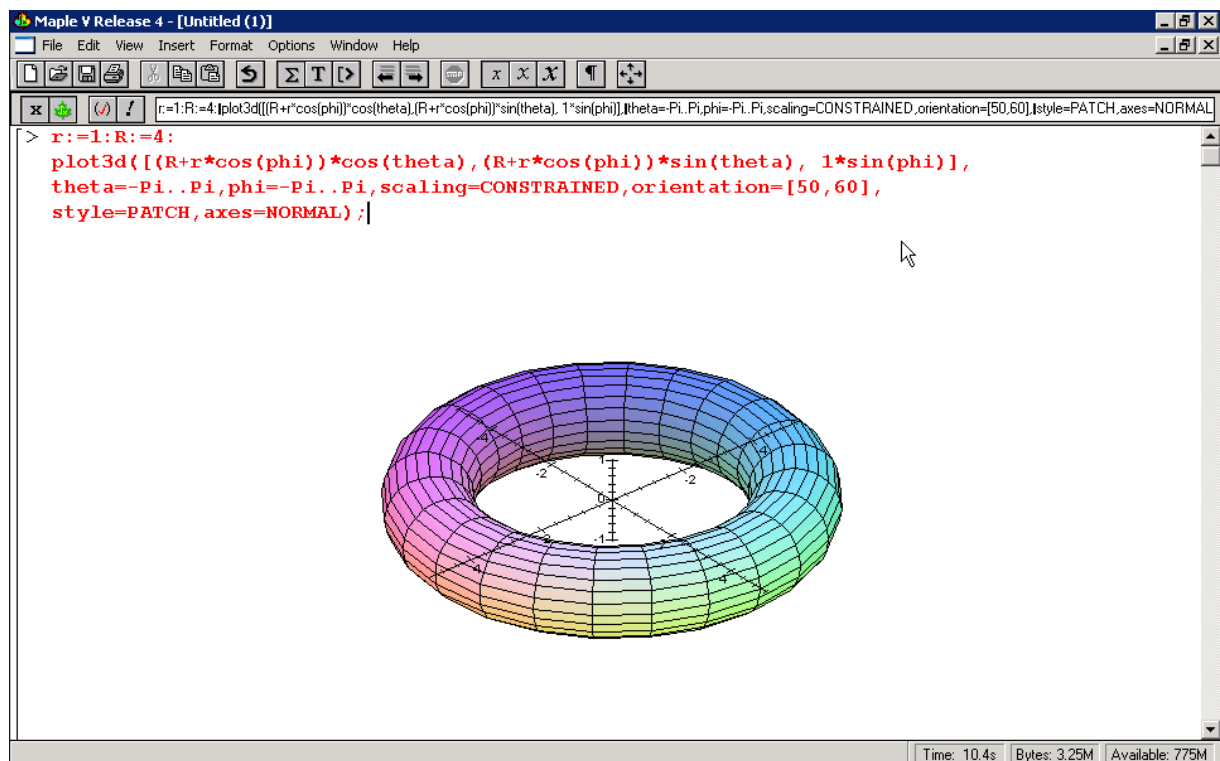 Maple V Release 4 - [Untitled (1)]
File Edit View Insert Format Options Window Help
Σ T [> STOP x x x ¶
x (/) ! r:=1:R:=4:plot3d([(R+r*cos(phi))*cos(theta),(R+r*cos(phi))*sin(theta), 1*sin(phi)],theta=-Pi..Pi,phi=-Pi..Pi,scaling=CONSTRAINED,orientation=[50,60],style=PATCH,axes=NORMAL
> r:=1:R:=4:
plot3d([(R+r*cos(phi))*cos(theta),(R+r*cos(phi))*sin(theta), 1*sin(phi)],
theta=-Pi..Pi,phi=-Pi..Pi,scaling=CONSTRAINED,orientation=[50,60],
style=PATCH,axes=NORMAL);
-4 -4
1
-2 -2
0
2 -1
4 4
Time: 10.4s Bytes: 3.25M Available: 775M